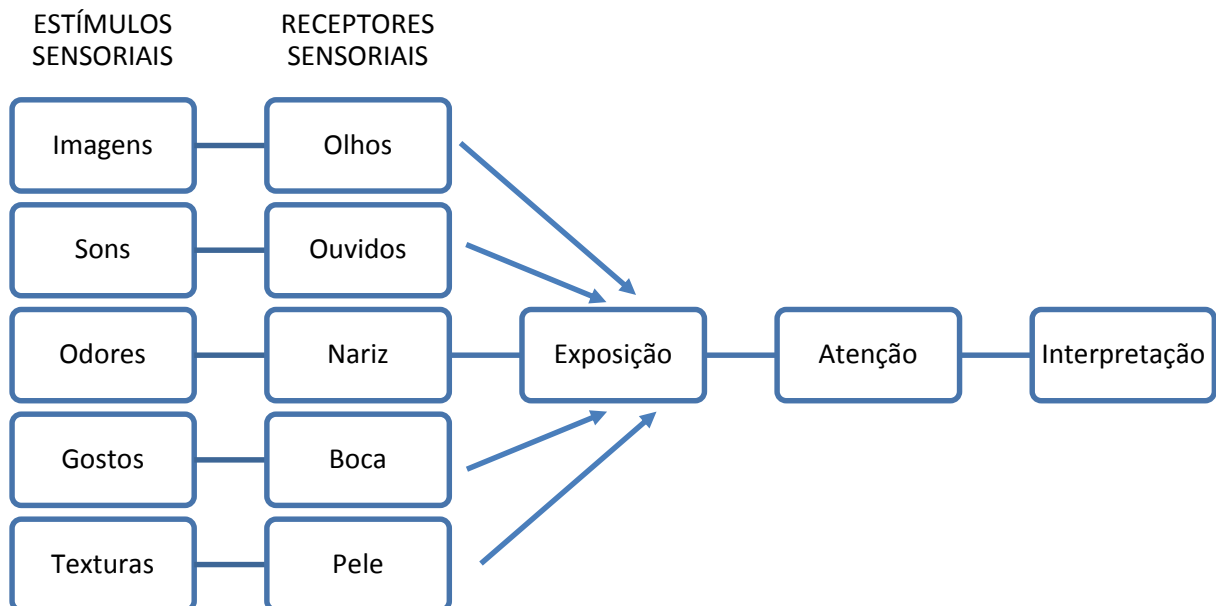 ESTÍMULOS
SENSORIAIS
RECEPTORES
SENSORIAIS
Imagens
Olhos
Sons
Ouvidos
Odores
Nariz
Exposição
Atenção
Interpretação
Gostos
Boca
Texturas
Pele